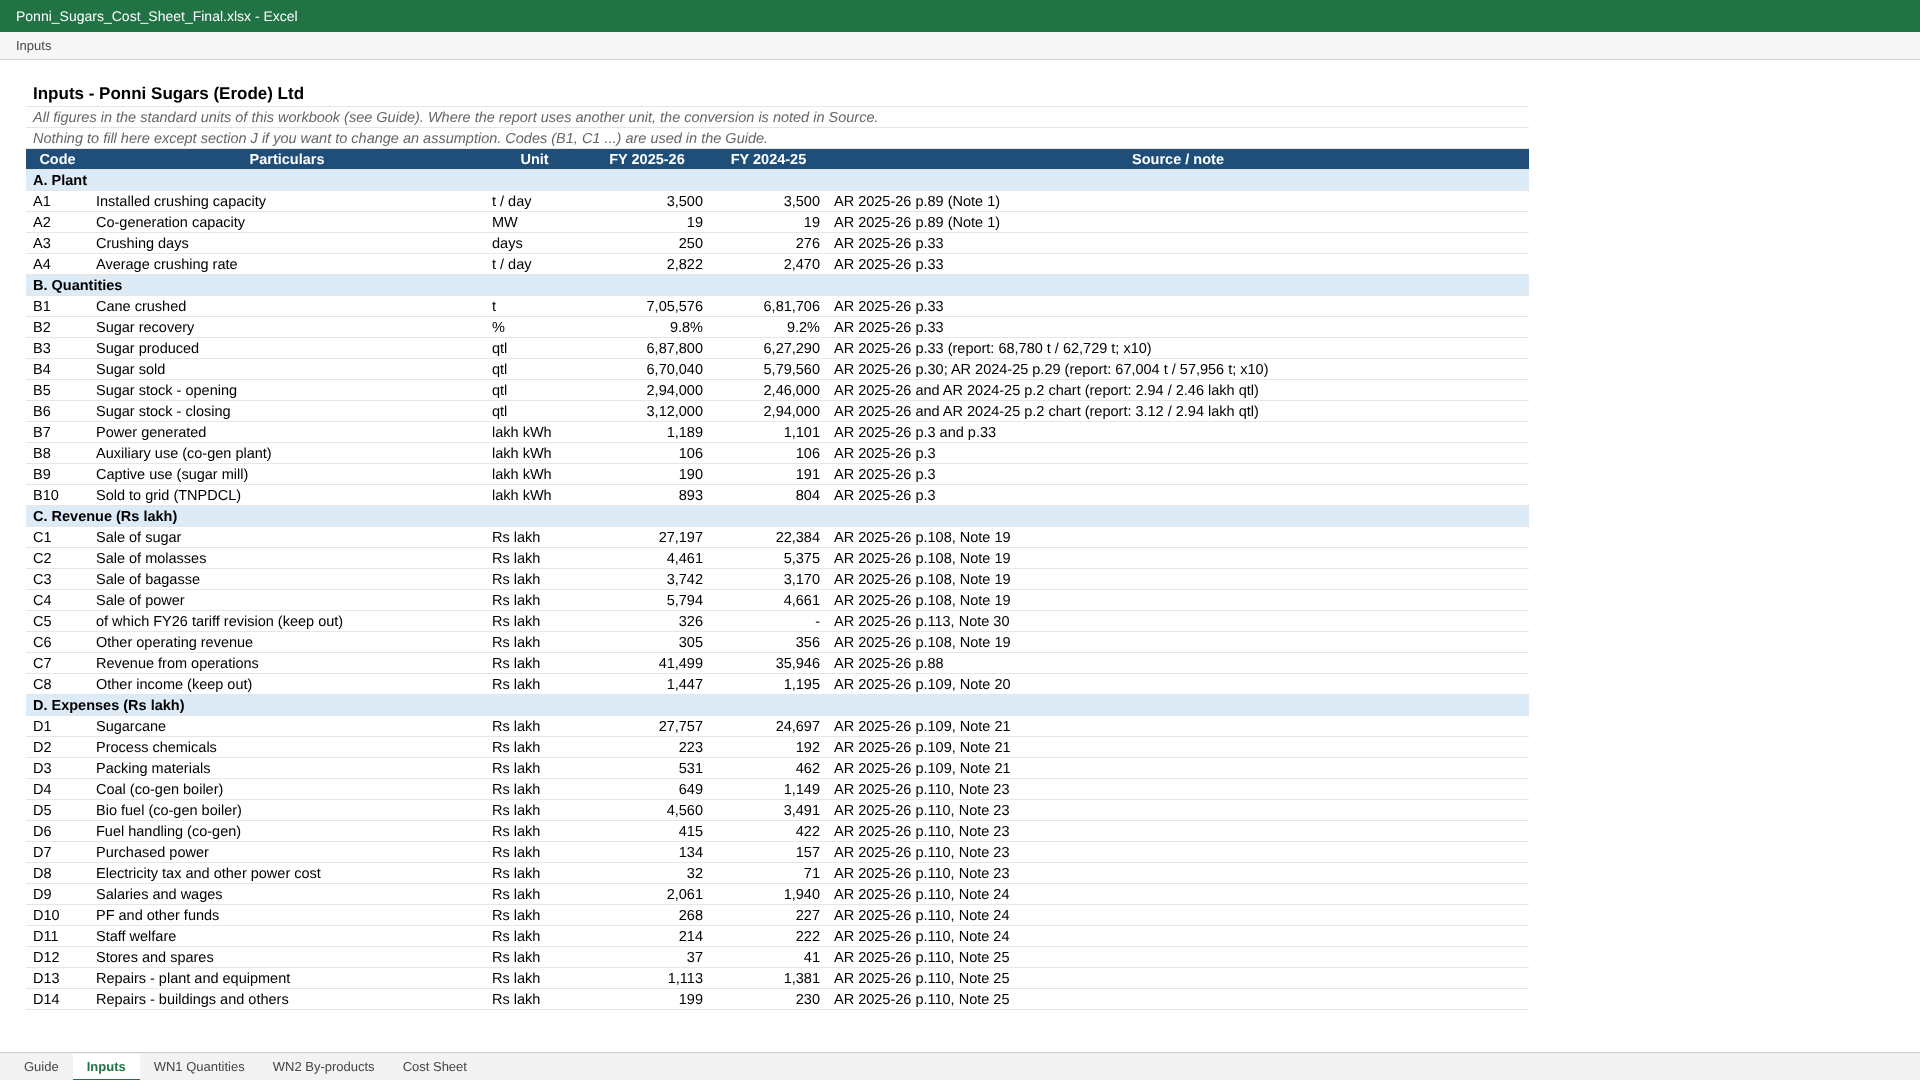 Ponni_Sugars_Cost_Sheet_Final.xlsx - Excel
Inputs
Inputs - Ponni Sugars (Erode) Ltd
All figures in the standard units of this workbook (see Guide). Where the report uses another unit, the conversion is noted in Source.
Nothing to fill here except section J if you want to change an assumption. Codes (B1, C1 ...) are used in the Guide.
Code Particulars Unit FY 2025-26 FY 2024-25 Source / note
A. Plant
A1 Installed crushing capacity t / day 3,500 3,500 AR 2025-26 p.89 (Note 1)
A2 Co-generation capacity MW 19 19 AR 2025-26 p.89 (Note 1)
A3 Crushing days days 250 276 AR 2025-26 p.33
A4 Average crushing rate t / day 2,822 2,470 AR 2025-26 p.33
B. Quantities
B1 Cane crushed t 7,05,576 6,81,706 AR 2025-26 p.33
B2 Sugar recovery % 9.8% 9.2% AR 2025-26 p.33
B3 Sugar produced qtl 6,87,800 6,27,290 AR 2025-26 p.33 (report: 68,780 t / 62,729 t; x10)
B4 Sugar sold qtl 6,70,040 5,79,560 AR 2025-26 p.30; AR 2024-25 p.29 (report: 67,004 t / 57,956 t; x10)
B5 Sugar stock - opening qtl 2,94,000 2,46,000 AR 2025-26 and AR 2024-25 p.2 chart (report: 2.94 / 2.46 lakh qtl)
B6 Sugar stock - closing qtl 3,12,000 2,94,000 AR 2025-26 and AR 2024-25 p.2 chart (report: 3.12 / 2.94 lakh qtl)
B7 Power generated lakh kWh 1,189 1,101 AR 2025-26 p.3 and p.33
B8 Auxiliary use (co-gen plant) lakh kWh 106 106 AR 2025-26 p.3
B9 Captive use (sugar mill) lakh kWh 190 191 AR 2025-26 p.3
B10 Sold to grid (TNPDCL) lakh kWh 893 804 AR 2025-26 p.3
C. Revenue (Rs lakh)
C1 Sale of sugar Rs lakh 27,197 22,384 AR 2025-26 p.108, Note 19
C2 Sale of molasses Rs lakh 4,461 5,375 AR 2025-26 p.108, Note 19
C3 Sale of bagasse Rs lakh 3,742 3,170 AR 2025-26 p.108, Note 19
C4 Sale of power Rs lakh 5,794 4,661 AR 2025-26 p.108, Note 19
C5 of which FY26 tariff revision (keep out) Rs lakh 326 - AR 2025-26 p.113, Note 30
C6 Other operating revenue Rs lakh 305 356 AR 2025-26 p.108, Note 19
C7 Revenue from operations Rs lakh 41,499 35,946 AR 2025-26 p.88
C8 Other income (keep out) Rs lakh 1,447 1,195 AR 2025-26 p.109, Note 20
D. Expenses (Rs lakh)
D1 Sugarcane Rs lakh 27,757 24,697 AR 2025-26 p.109, Note 21
D2 Process chemicals Rs lakh 223 192 AR 2025-26 p.109, Note 21
D3 Packing materials Rs lakh 531 462 AR 2025-26 p.109, Note 21
D4 Coal (co-gen boiler) Rs lakh 649 1,149 AR 2025-26 p.110, Note 23
D5 Bio fuel (co-gen boiler) Rs lakh 4,560 3,491 AR 2025-26 p.110, Note 23
D6 Fuel handling (co-gen) Rs lakh 415 422 AR 2025-26 p.110, Note 23
D7 Purchased power Rs lakh 134 157 AR 2025-26 p.110, Note 23
D8 Electricity tax and other power cost Rs lakh 32 71 AR 2025-26 p.110, Note 23
D9 Salaries and wages Rs lakh 2,061 1,940 AR 2025-26 p.110, Note 24
D10 PF and other funds Rs lakh 268 227 AR 2025-26 p.110, Note 24
D11 Staff welfare Rs lakh 214 222 AR 2025-26 p.110, Note 24
D12 Stores and spares Rs lakh 37 41 AR 2025-26 p.110, Note 25
D13 Repairs - plant and equipment Rs lakh 1,113 1,381 AR 2025-26 p.110, Note 25
D14 Repairs - buildings and others Rs lakh 199 230 AR 2025-26 p.110, Note 25
Guide Inputs WN1 Quantities WN2 By-products Cost Sheet